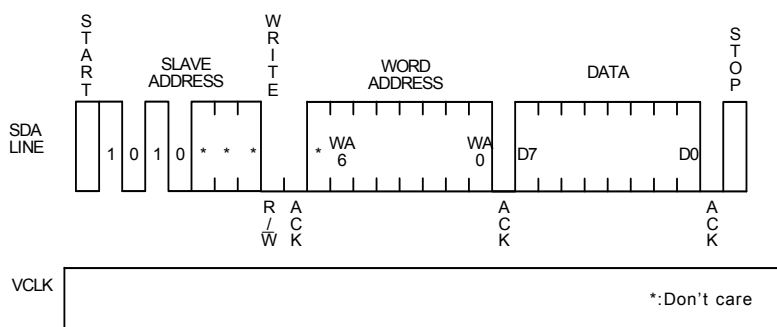 START
WRITE
STOP
SLAVE
ADDRESS
WORD
ADDRESS
DATA
SDA
LINE
1 0 1 0 * * * * WA
6 WA
0 D7 D0
R/W
ACK
ACK
ACK
VCLK
*:Don't care